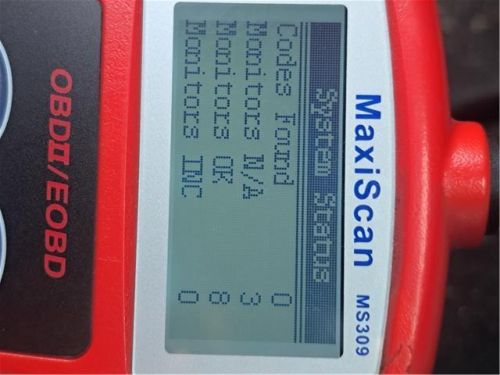 MaxiScan MS309
System Status
Codes Found 0
Monitors N/A 3
Monitors OK 8
Monitors INC 0
OBDII/EOBD